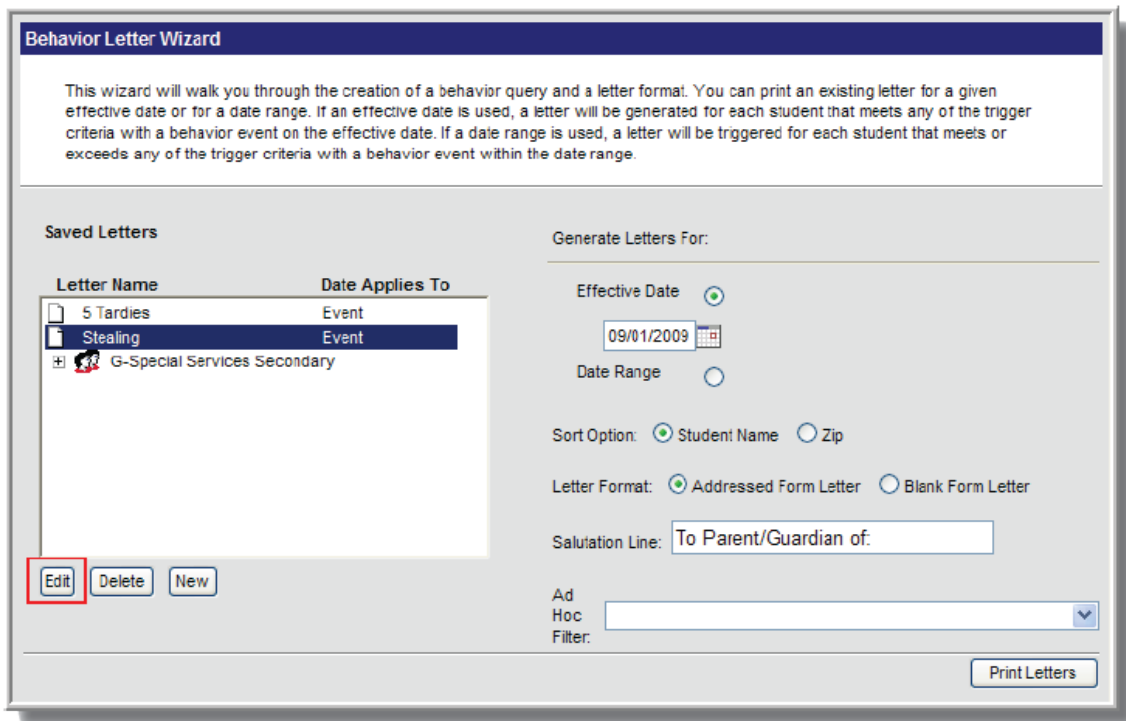 Behavior Letter Wizard
This wizard will walk you through the creation of a behavior query and a letter format. You can print an existing letter for a given
effective date or for a date range. If an effective date is used, a letter will be generated for each student that meets any of the trigger
criteria with a behavior event on the effective date. If a date range is used, a letter will be triggered for each student that meets or
exceeds any of the trigger criteria with a behavior event within the date range.
Saved Letters
Letter Name Date Applies To
5 Tardies Event
Stealing Event
G-Special Services Secondary
Edit Delete New
Generate Letters For:
Effective Date
09/01/2009
Date Range
Sort Option: Student Name Zip
Letter Format: Addressed Form Letter Blank Form Letter
Salutation Line: To Parent/Guardian of:
Ad
Hoc
Filter:
Print Letters